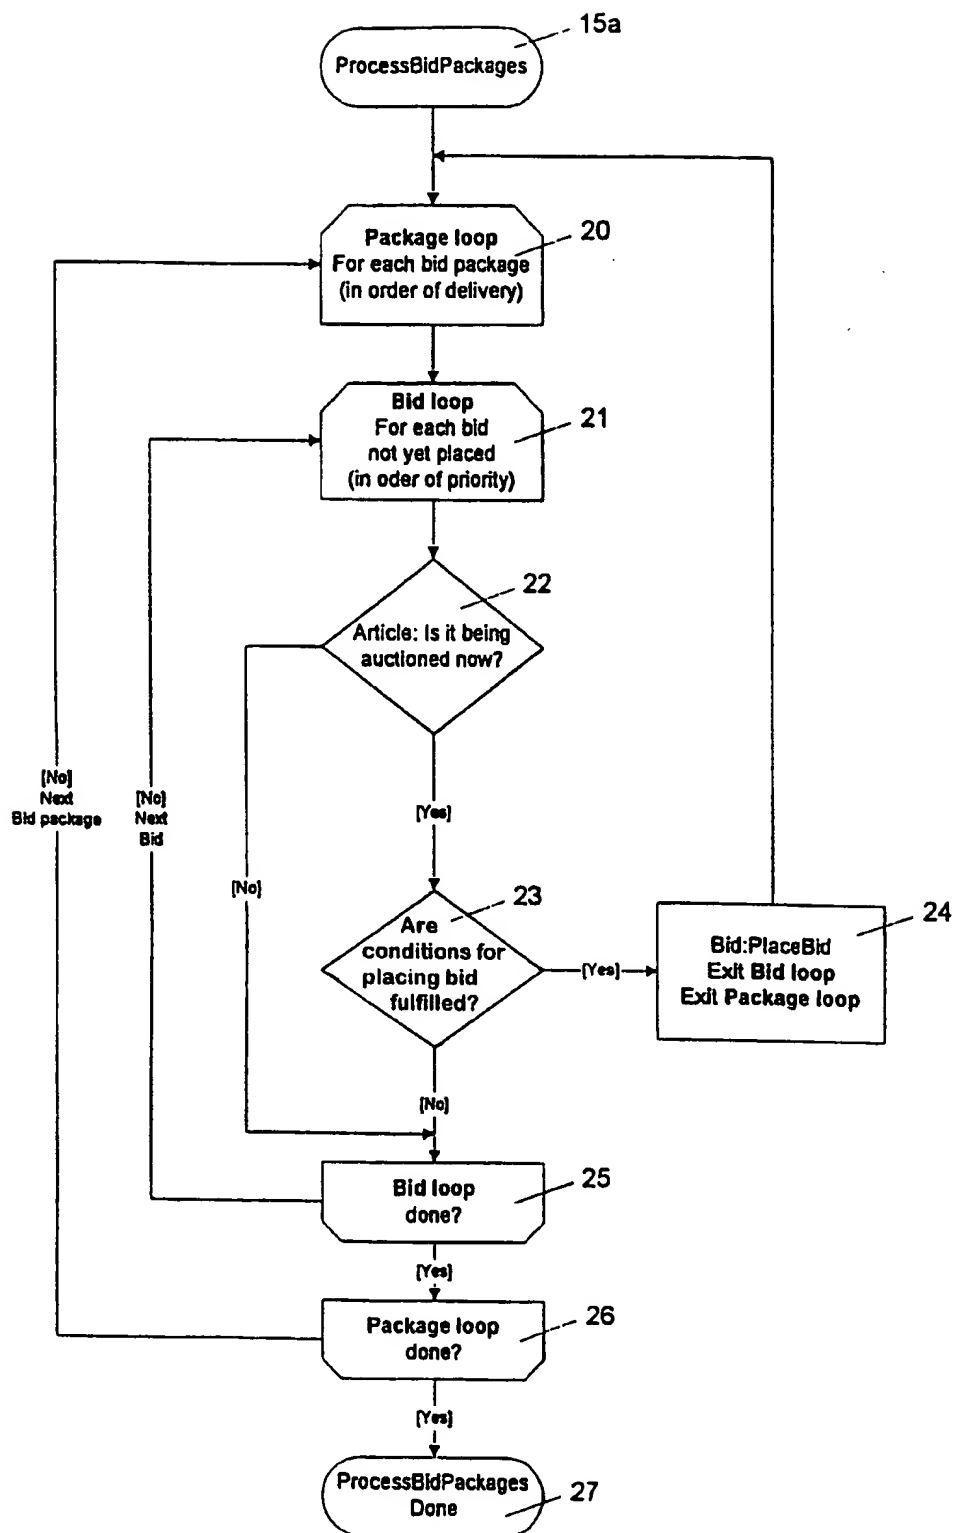 15a
ProcessBidPackages
20
Package loop
For each bid package
(in order of delivery)
21
Bid loop
For each bid
not yet placed
(in oder of priority)
22
Article: Is it being
auctioned now?
[No]
Next
Bid package
[No]
Next
Bid
[Yes]
[No]
23
Are
conditions for
placing bid
fulfilled?
[Yes]
24
Bid:PlaceBid
Exit Bid loop
Exit Package loop
[No]
25
Bid loop
done?
[Yes]
26
Package loop
done?
[Yes]
ProcessBidPackages
Done
27